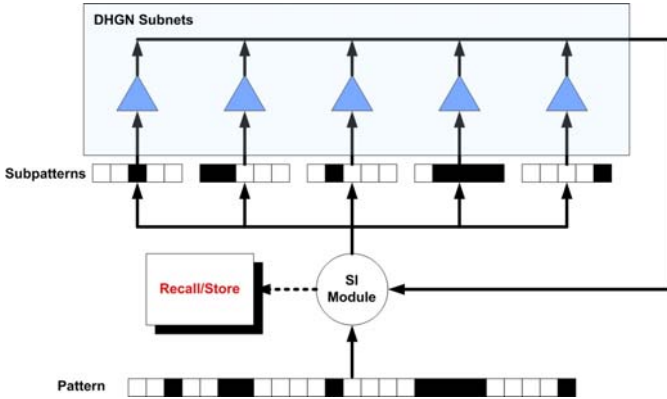 DHGN Subnets
Subpatterns
Recall/Store
SI
Module
Pattern